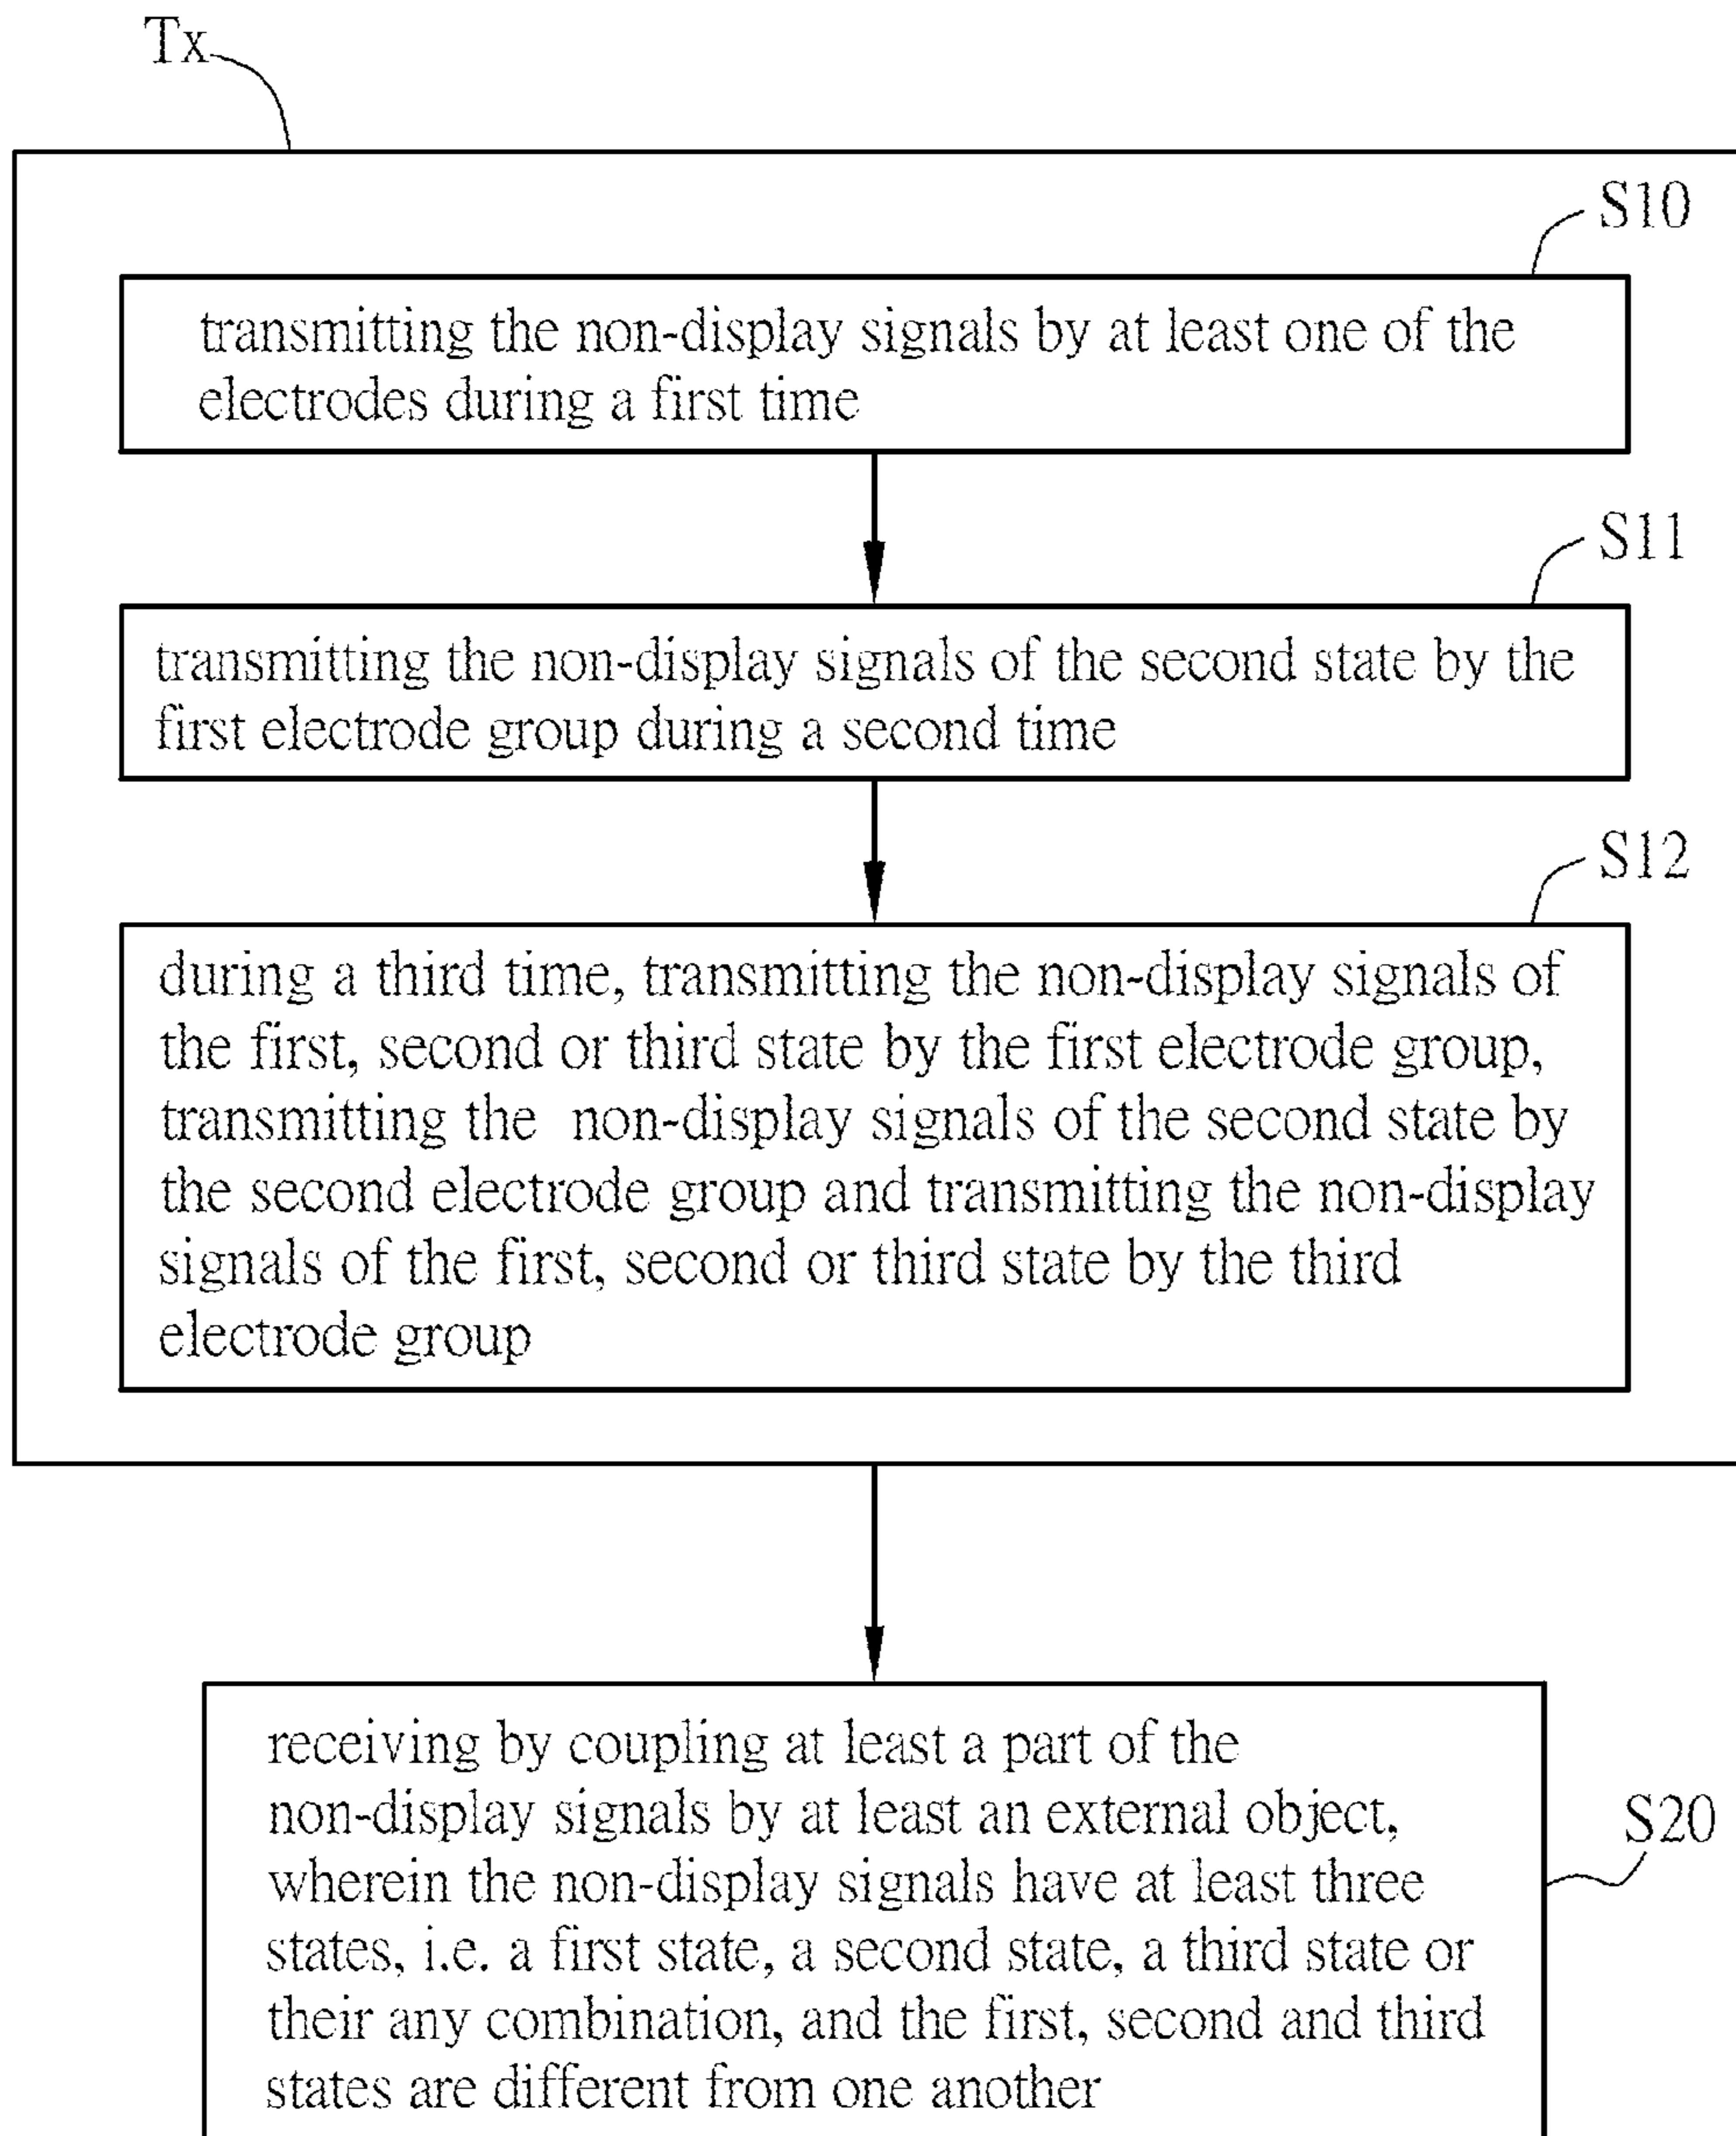 Tx
S10
transmitting the non-display signals by at least one of the
electrodes during a first time
S11
transmitting the non-display signals of the second state by the
first electrode group during a second time
S12
during a third time, transmitting the non-display signals of
the first, second or third state by the first electrode group,
transmitting the non-display signals of the second state by
the second electrode group and transmitting the non-display
signals of the first, second or third state by the third
electrode group
receiving by coupling at least a part of the
non-display signals by at least an external object,
S20
wherein the non-display signals have at least three
states, i.e. a first state, a second state, a third state or
their any combination, and the first, second and third
states are different from one another